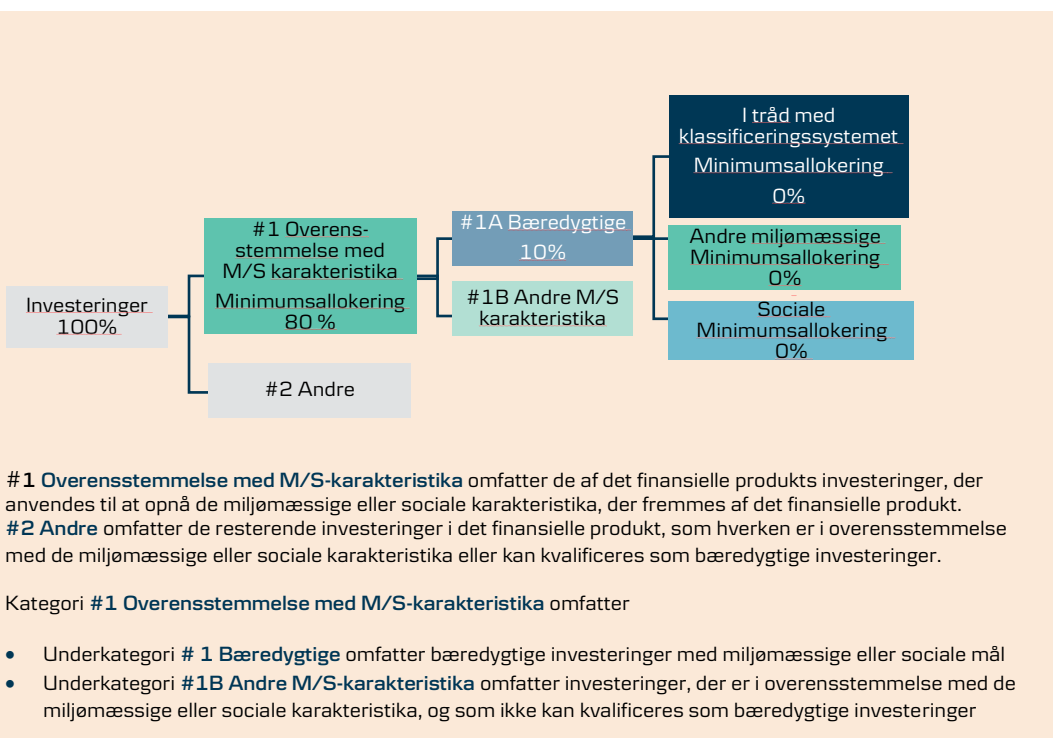 Investeringer
100%
#1 Overens-
stemmelse med
M/S karakteristika
Minimumsallokering
80 %
#2 Andre
#1A Bæredygtige
10%
#1B Andre M/S
karakteristika
I tråd med
klassificeringssystemet
Minimumsallokering
0%
Andre miljømæssige
Minimumsallokering
0%
Sociale
Minimumsallokering
0%
#1 Overensstemmelse med M/S-karakteristika omfatter de af det finansielle produkts investeringer, der
anvendes til at opnå de miljømæssige eller sociale karakteristika, der fremmes af det finansielle produkt.
#2 Andre omfatter de resterende investeringer i det finansielle produkt, som hverken er i overensstemmelse
med de miljømæssige eller sociale karakteristika eller kan kvalificeres som bæredygtige investeringer.
Kategori #1 Overensstemmelse med M/S-karakteristika omfatter
• Underkategori # 1 Bæredygtige omfatter bæredygtige investeringer med miljømæssige eller sociale mål
• Underkategori #1B Andre M/S-karakteristika omfatter investeringer, der er i overensstemmelse med de
miljømæssige eller sociale karakteristika, og som ikke kan kvalificeres som bæredygtige investeringer